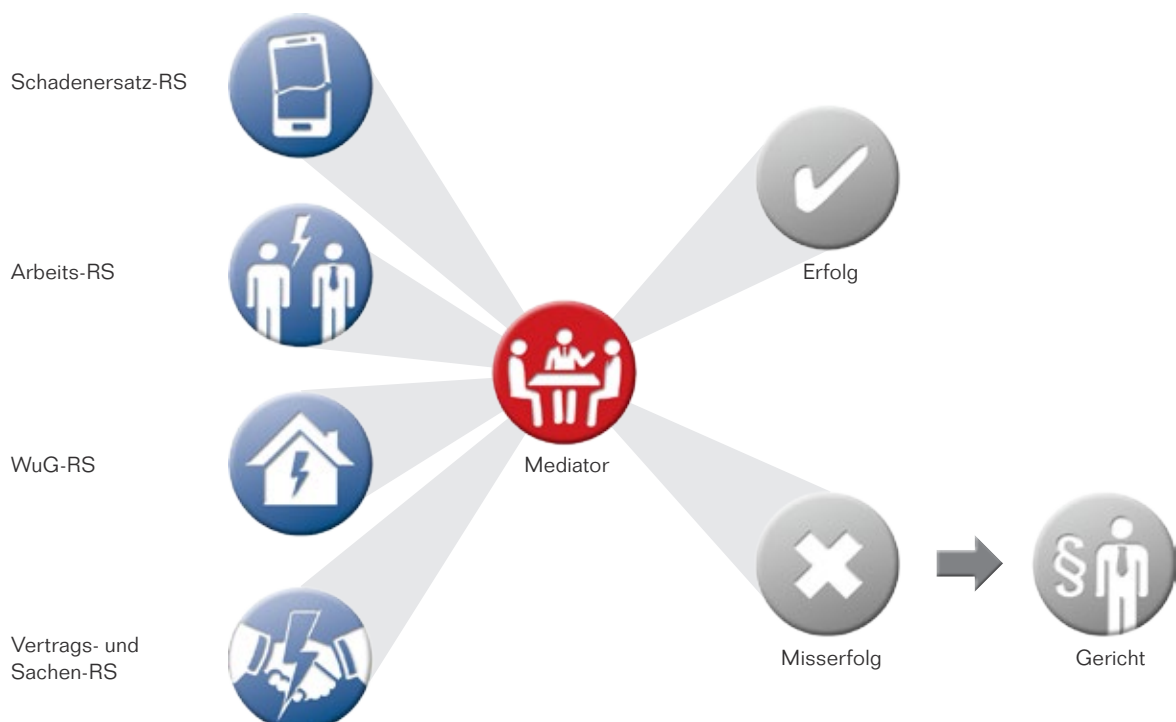 Schadenersatz-RS
Arbeits-RS
WuG-RS
Vertrags- und
Sachen-RS
Mediator
Erfolg
Misserfolg
§
Gericht